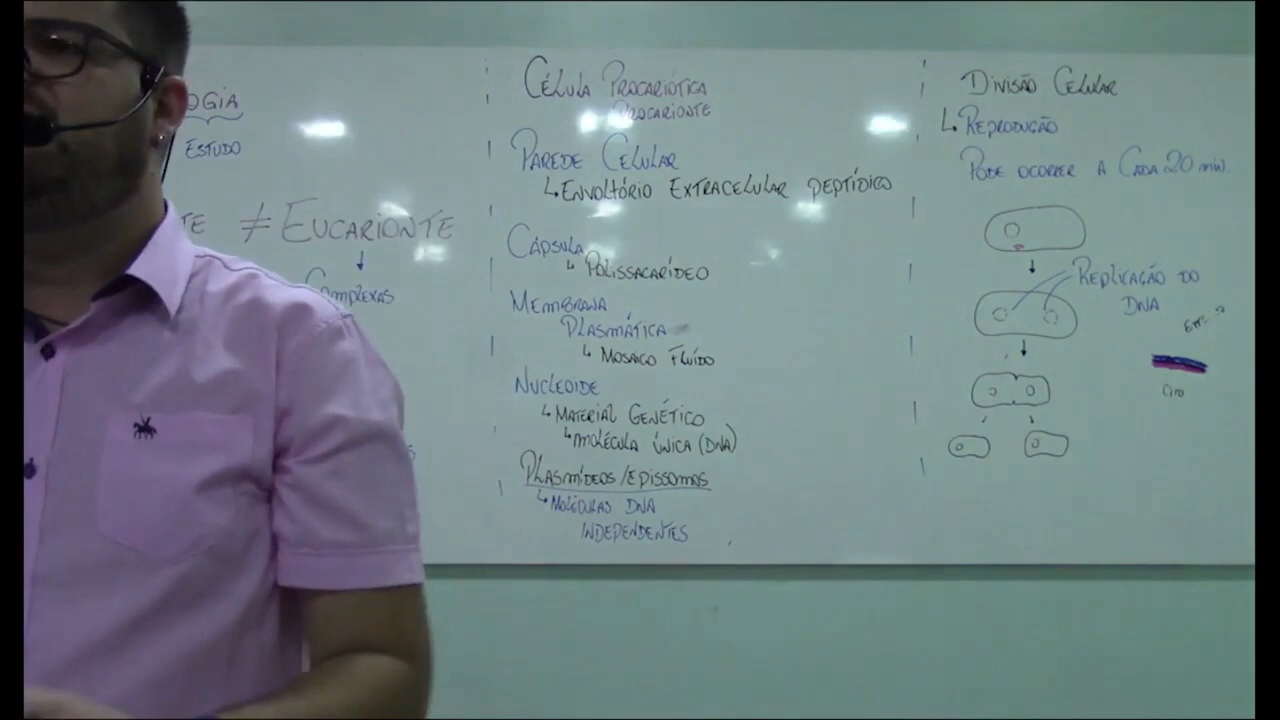 OGIA
ESTUDO
TE ≠ EUCARIONTE
↓
COMPLEXAS
CÉLULA PROCARIÓTICA
PROCARIONTE
PAREDE CELULAR
↳ ENVOLTÓRIO EXTRACELULAR PEPTÍDICO
CÁPSULA
↳ POLISSACARÍDEO
MEMBRANA
PLASMÁTICA
↳ MOSAICO FLUÍDO
NUCLEOIDE
↳ MATERIAL GENÉTICO
↳ MOLÉCULA ÚNICA (DNA)
PLASMÍDEOS/EPISSOMOS
↳ MOLÉCULAS DNA
INDEPENDENTES
DIVISÃO CELULAR
↳ REPRODUÇÃO
PODE OCORRER A CADA 20 min.
REPLICAÇÃO DO
DNA